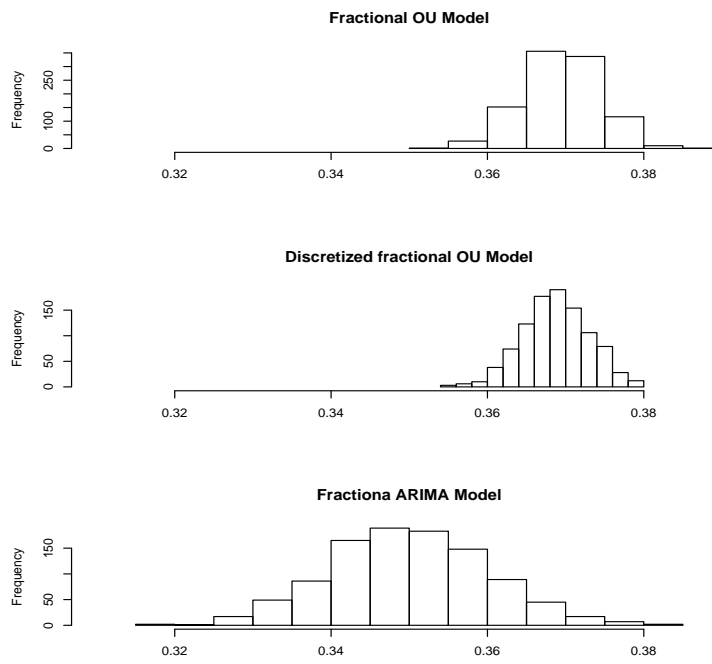 Fractional OU Model
Frequency
0 100 250
0.32 0.34 0.36 0.38
Discretized fractional OU Model
Frequency
0 50 150
0.32 0.34 0.36 0.38
Fractiona ARIMA Model
Frequency
0 50 150
0.32 0.34 0.36 0.38